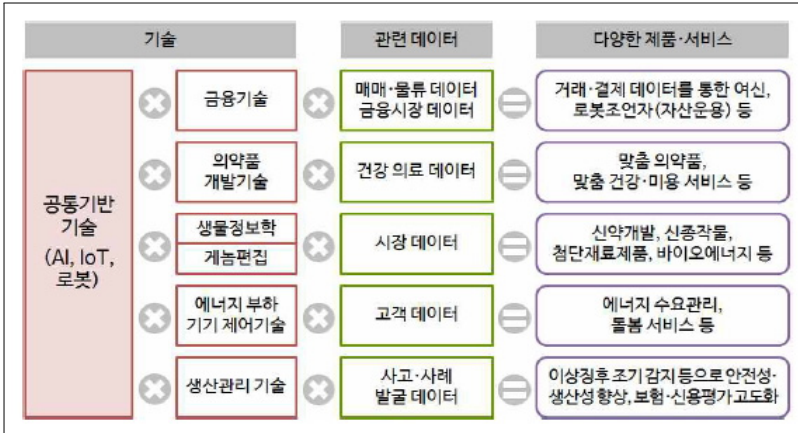 기술
관련 데이터
다양한 제품·서비스
공통기반
기술
(AI, IoT,
로봇)
금융기술
매매·물류 데이터
금융시장 데이터
거래·결제 데이터를 통한 여신,
로봇조언자(자산운용) 등
의약품
개발기술
건강 의료 데이터
맞춤 의약품,
맞춤 건강·미용 서비스 등
생물정보학
게놈편집
시장 데이터
신약개발, 신종작물,
첨단재료제품, 바이오에너지 등
에너지 부하
기기 제어기술
고객 데이터
에너지 수요관리,
돌봄 서비스 등
생산관리 기술
사고·사례
발굴 데이터
이상징후 조기 감지 등으로 안전성·
생산성 향상, 보험·신용평가 고도화